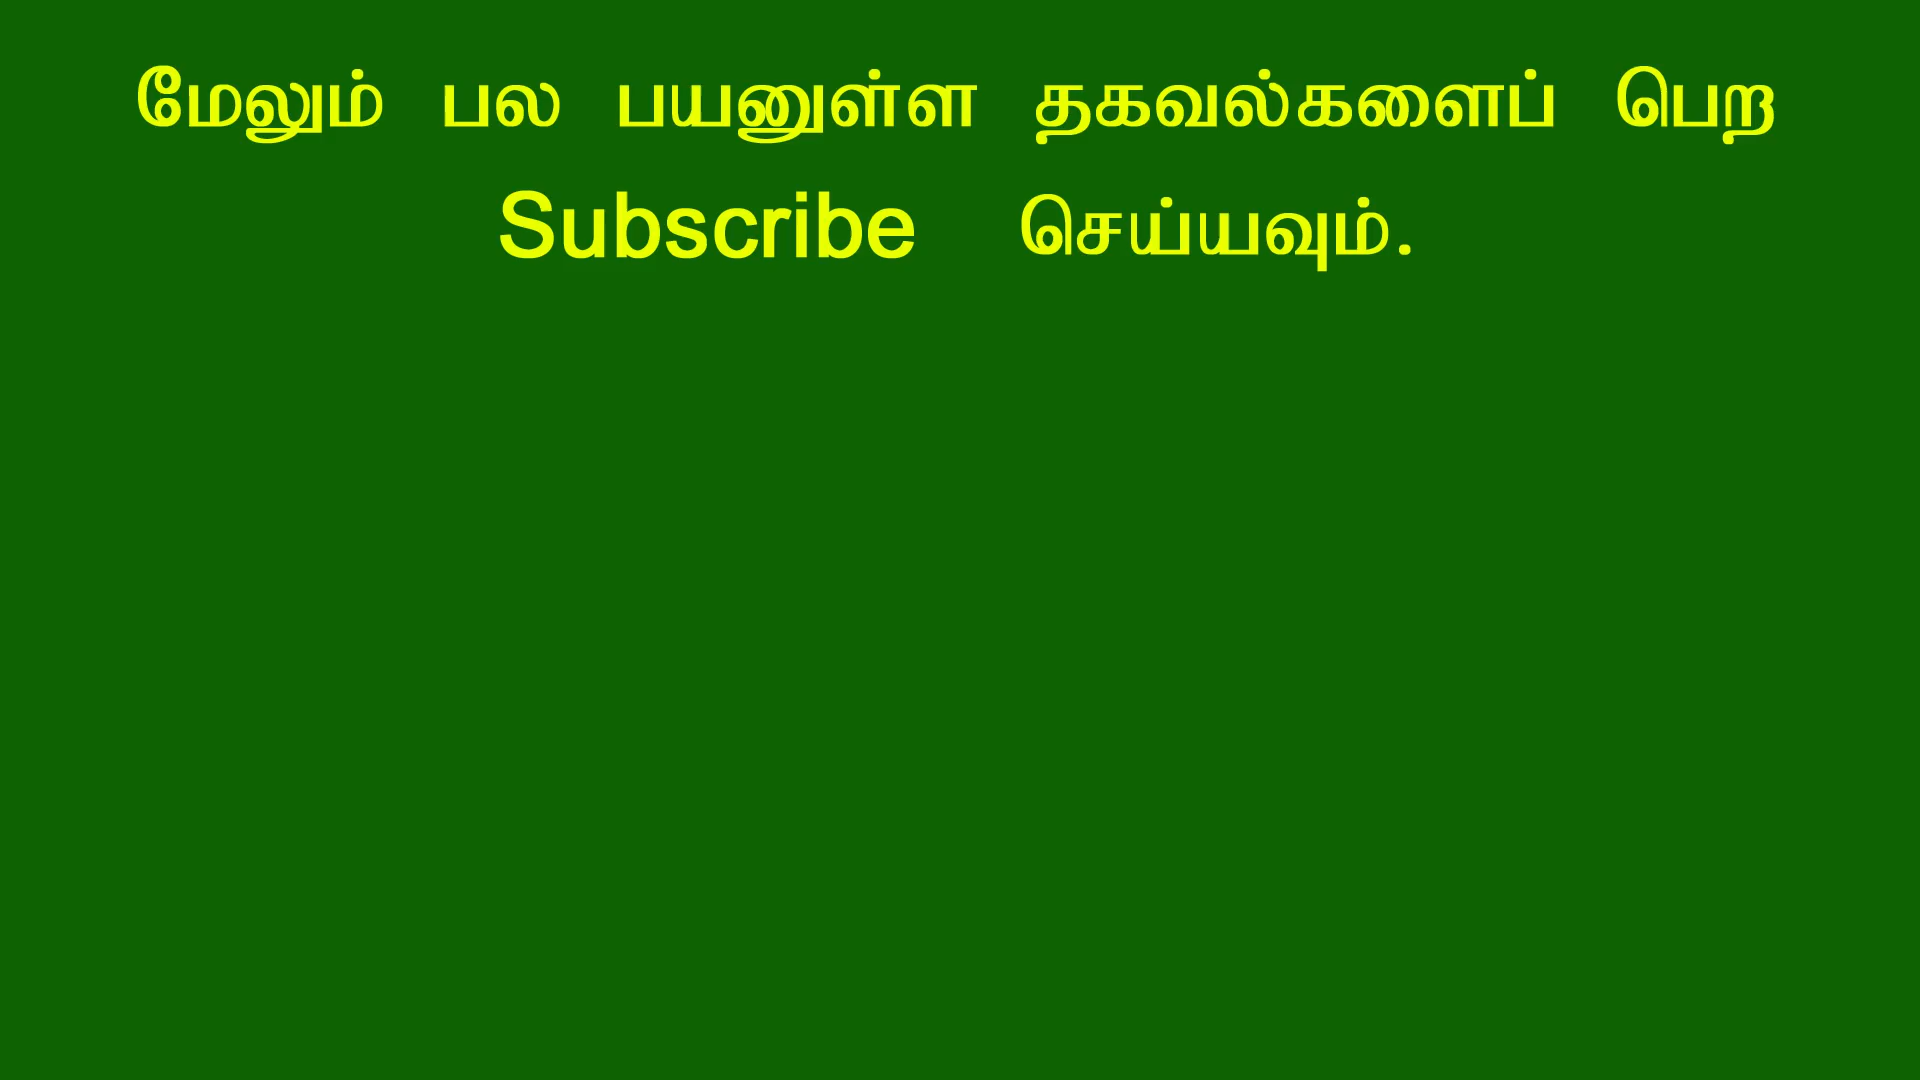 மேலும் பல பயனுள்ள தகவல்களைப் பெற
Subscribe செய்யவும்.